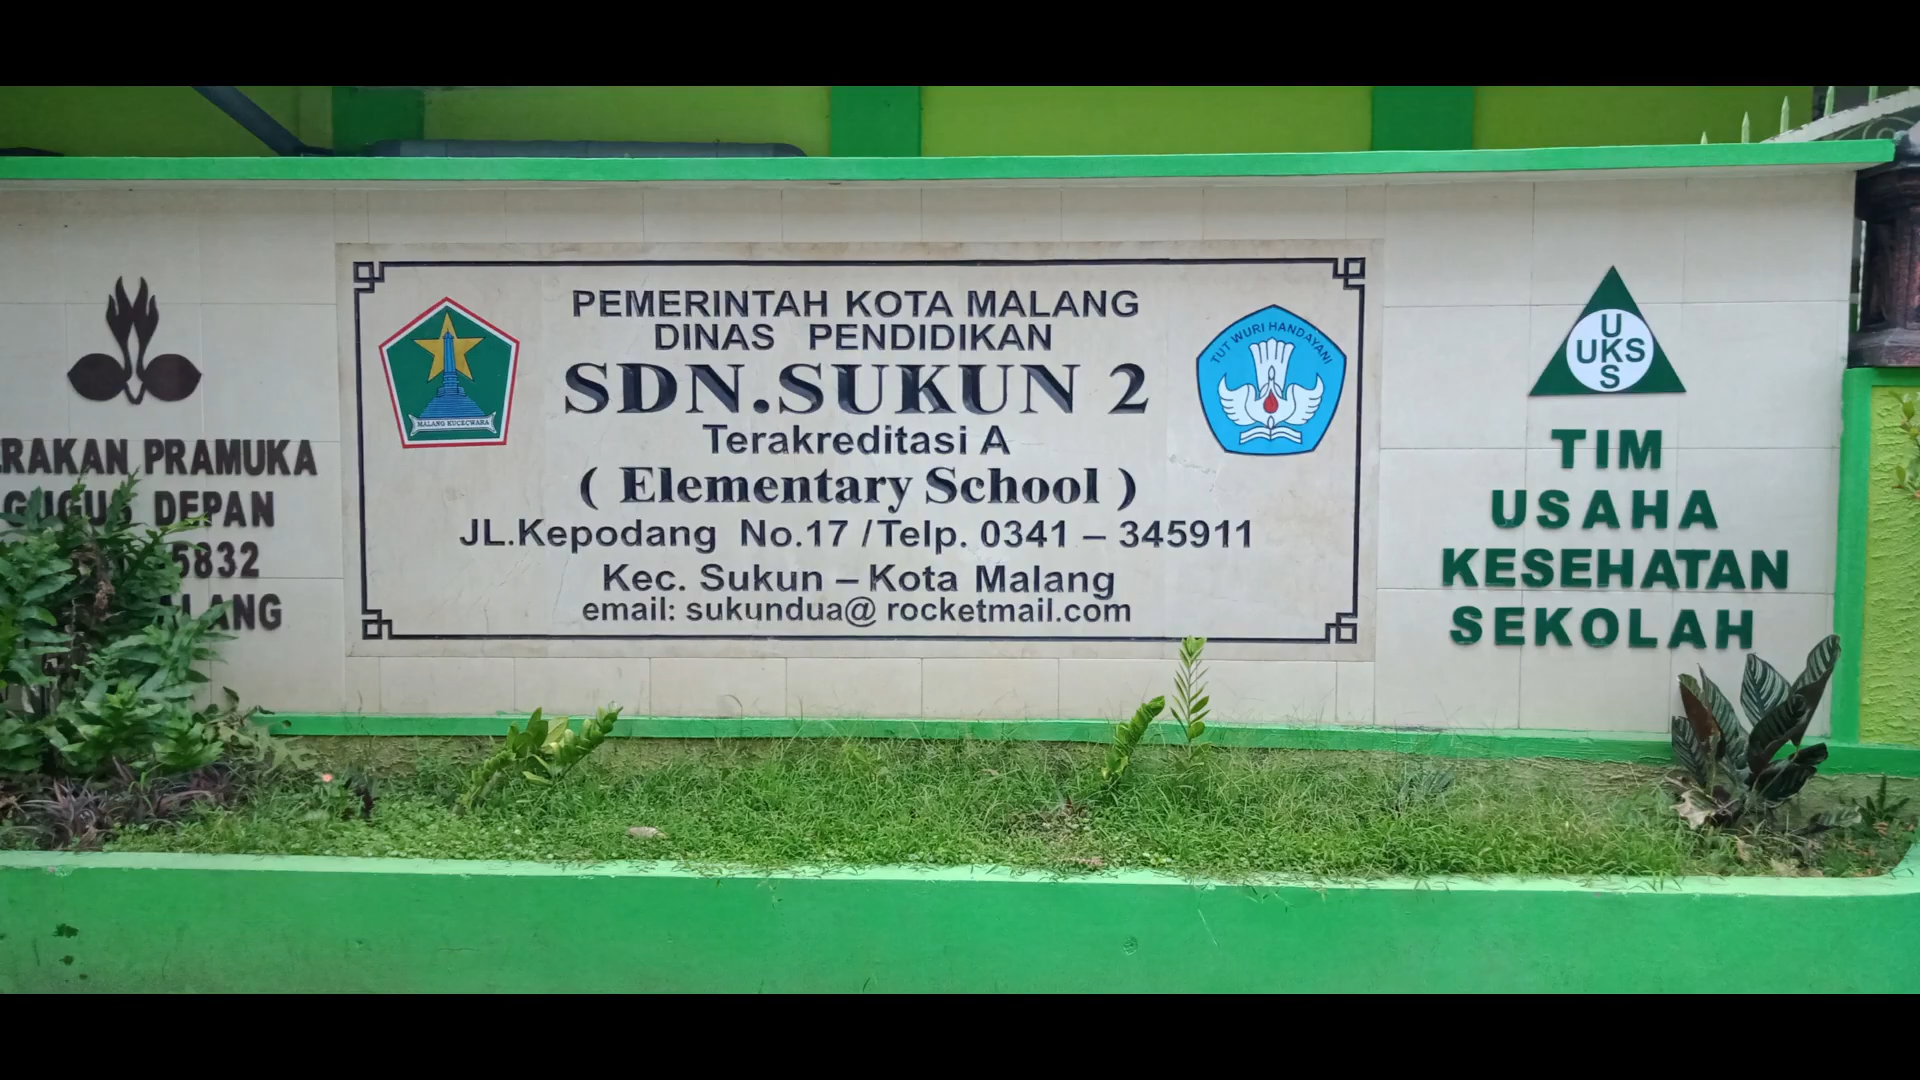 PRAMUKA
GUGUS DEPAN
5832
MALANG KUCECWARA
PEMERINTAH KOTA MALANG
DINAS PENDIDIKAN
SDN.SUKUN 2
Terakreditasi A
( Elementary School )
JL.Kepodang No.17 /Telp. 0341 – 345911
Kec. Sukun – Kota Malang
email: sukundua@ rocketmail.com
TUT WURI HANDAYANI
U
UKS
S
TIM
USAHA
KESEHATAN
SEKOLAH